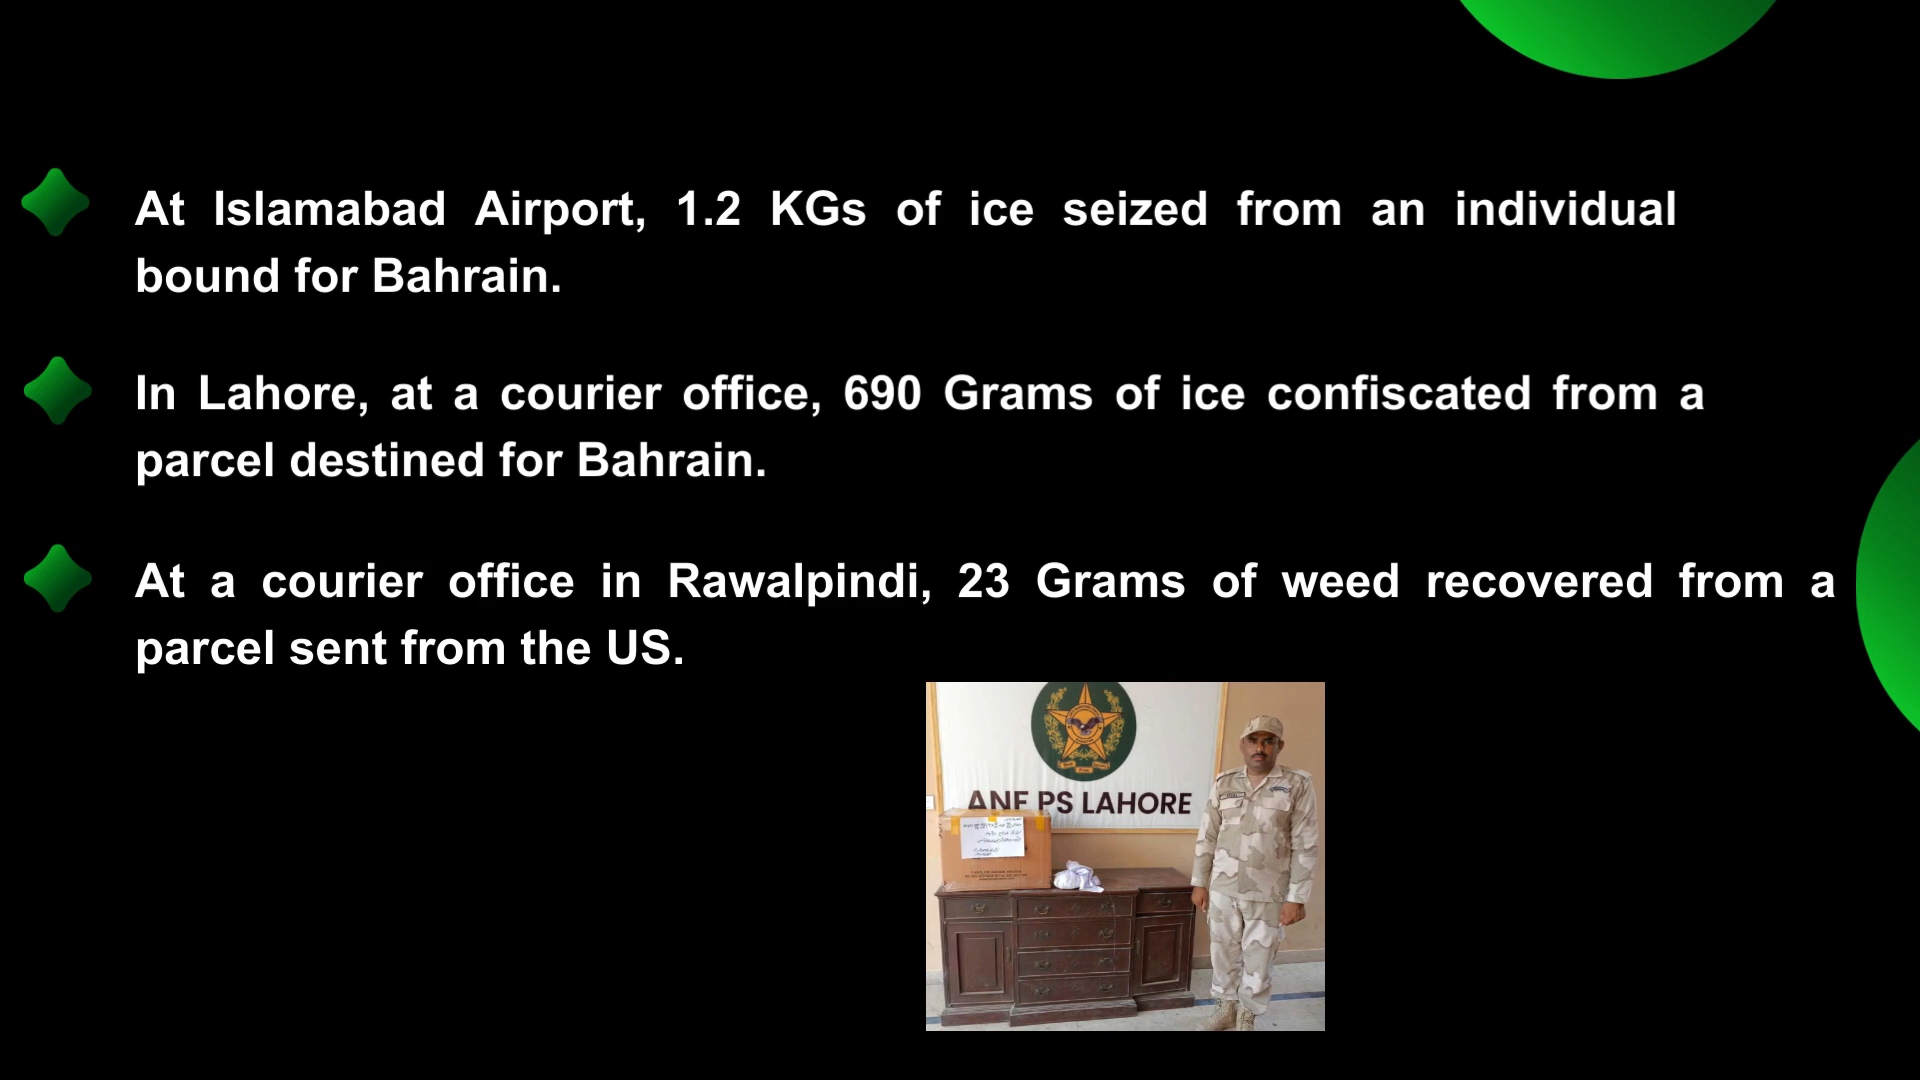 At Islamabad Airport, 1.2 KGs of ice seized from an individual
bound for Bahrain.
In Lahore, at a courier office, 690 Grams of ice confiscated from a
parcel destined for Bahrain.
At a courier office in Rawalpindi, 23 Grams of weed recovered from a
parcel sent from the US.
ANF PS LAHORE